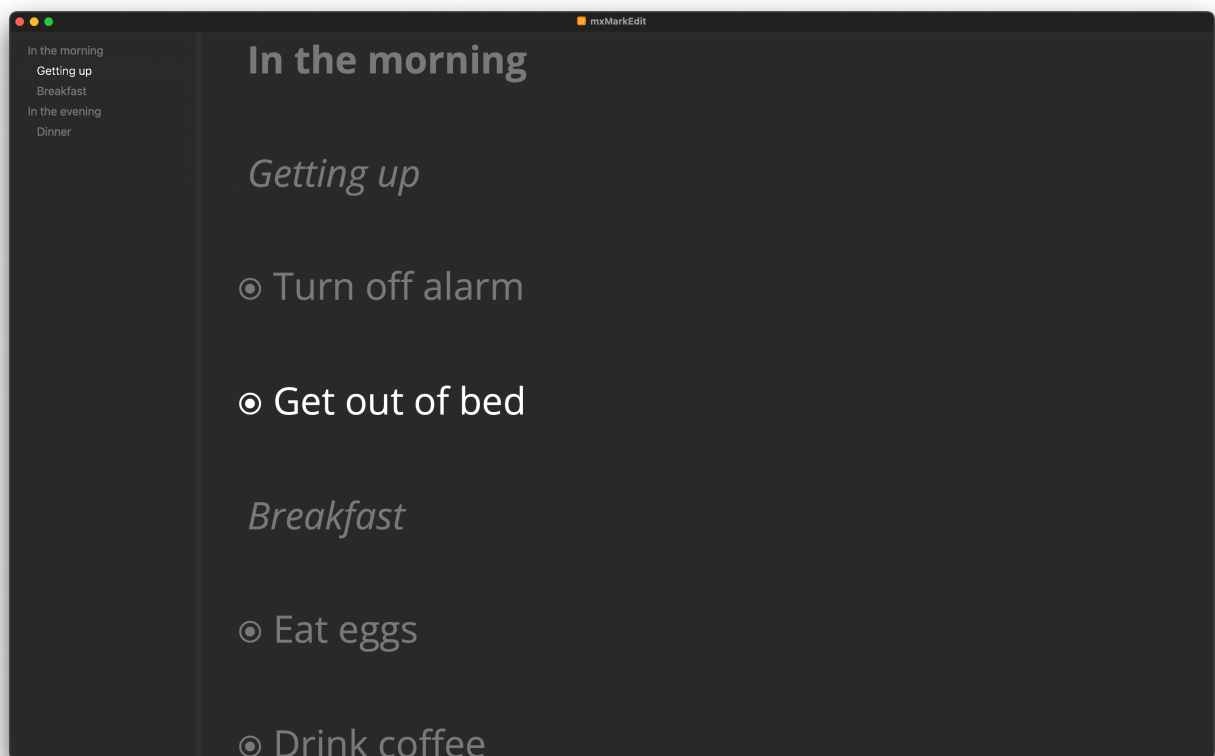 mxMarkEdit
In the morning
Getting up
Breakfast
In the evening
Dinner
In the morning
Getting up
Turn off alarm
Get out of bed
Breakfast
Eat eggs
Drink coffee